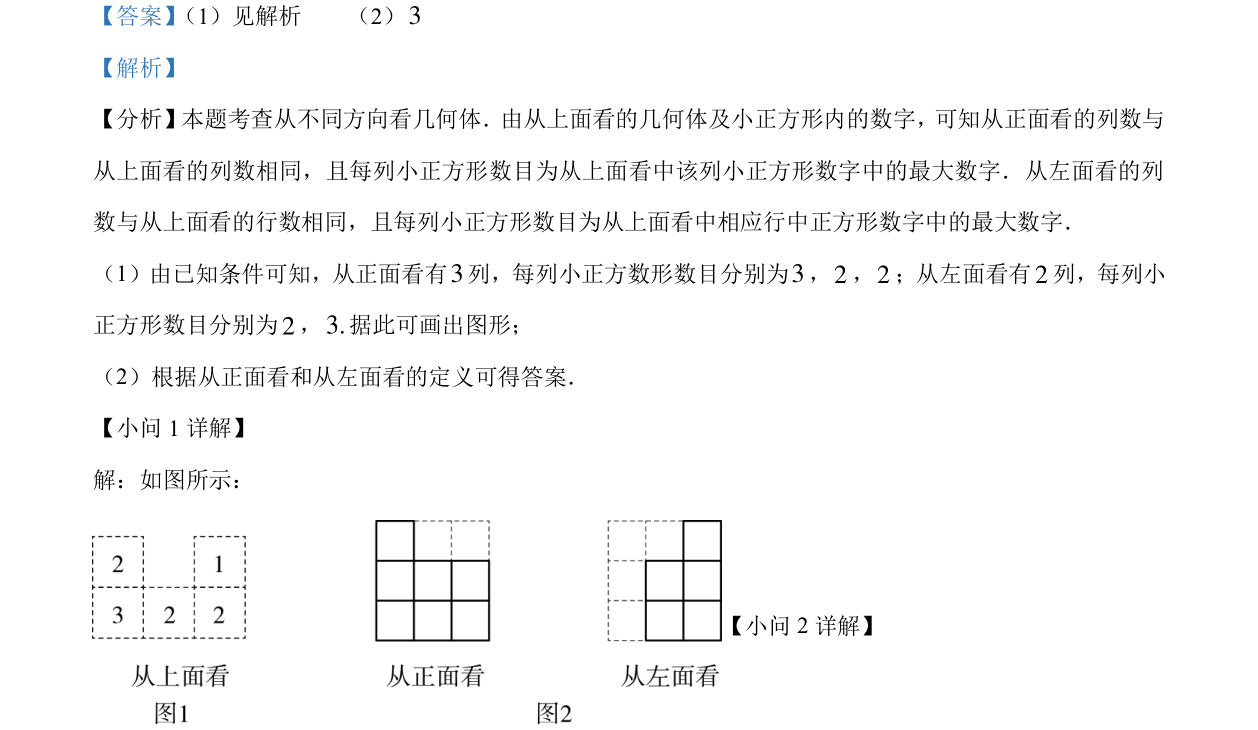 【答案】（1）见解析 （2）3
【解析】
【分析】本题考查从不同方向看几何体．由从上面看的几何体及小正方形内的数字，可知从正面看的列数与
从上面看的列数相同，且每列小正方形数目为从上面看中该列小正方形数字中的最大数字．从左面看的列
数与从上面看的行数相同，且每列小正方形数目为从上面看中相应行中正方形数字中的最大数字．
（1）由已知条件可知，从正面看有3列，每列小正方数形数目分别为3，2，2；从左面看有2列，每列小
正方形数目分别为2，3.据此可画出图形；
（2）根据从正面看和从左面看的定义可得答案．
【小问 1 详解】
解：如图所示：
2 1
3 2 2
【小问 2 详解】
从上面看 从正面看 从左面看
图1 图2